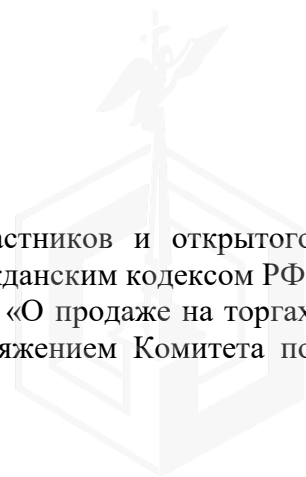 астников и открытого
жданским кодексом РФ
«О продаже на торгах
яжением Комитета по